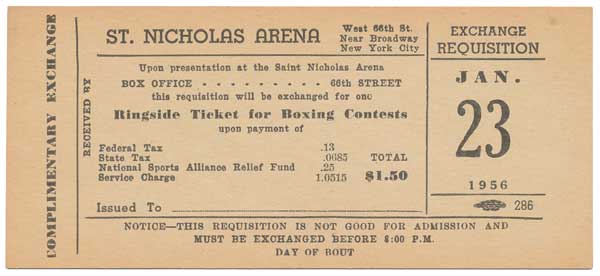 COMPLIMENTARY EXCHANGE
RECEIVED BY
ST. NICHOLAS ARENA
West 66th St.
Near Broadway
New York City
Upon presentation at the Saint Nicholas Arena
BOX OFFICE . . . . . . . . . 66th STREET
this requisition will be exchanged for one
Ringside Ticket for Boxing Contests
upon payment of
Federal Tax .13
State Tax .0685 TOTAL
National Sports Alliance Relief Fund .25
Service Charge 1.0515 $1.50
Issued To
EXCHANGE
REQUISITION
JAN.
23
1956
286
NOTICE—THIS REQUISITION IS NOT GOOD FOR ADMISSION AND
MUST BE EXCHANGED BEFORE 8:00 P.M.
DAY OF BOUT